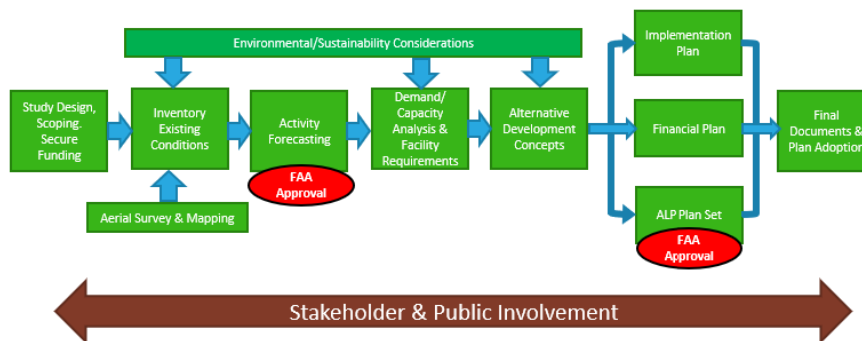 Environmental/Sustainability Considerations
Implementation
Plan
Study Design,
Scoping.
Secure
Funding
Inventory
Existing
Conditions
Activity
Forecasting
FAA
Approval
Demand/
Capacity
Analysis &
Facility
Requirements
Alternative
Development
Concepts
Financial Plan
Final
Documents &
Plan Adoption
Aerial Survey & Mapping
ALP Plan Set
FAA
Approval
Stakeholder & Public Involvement